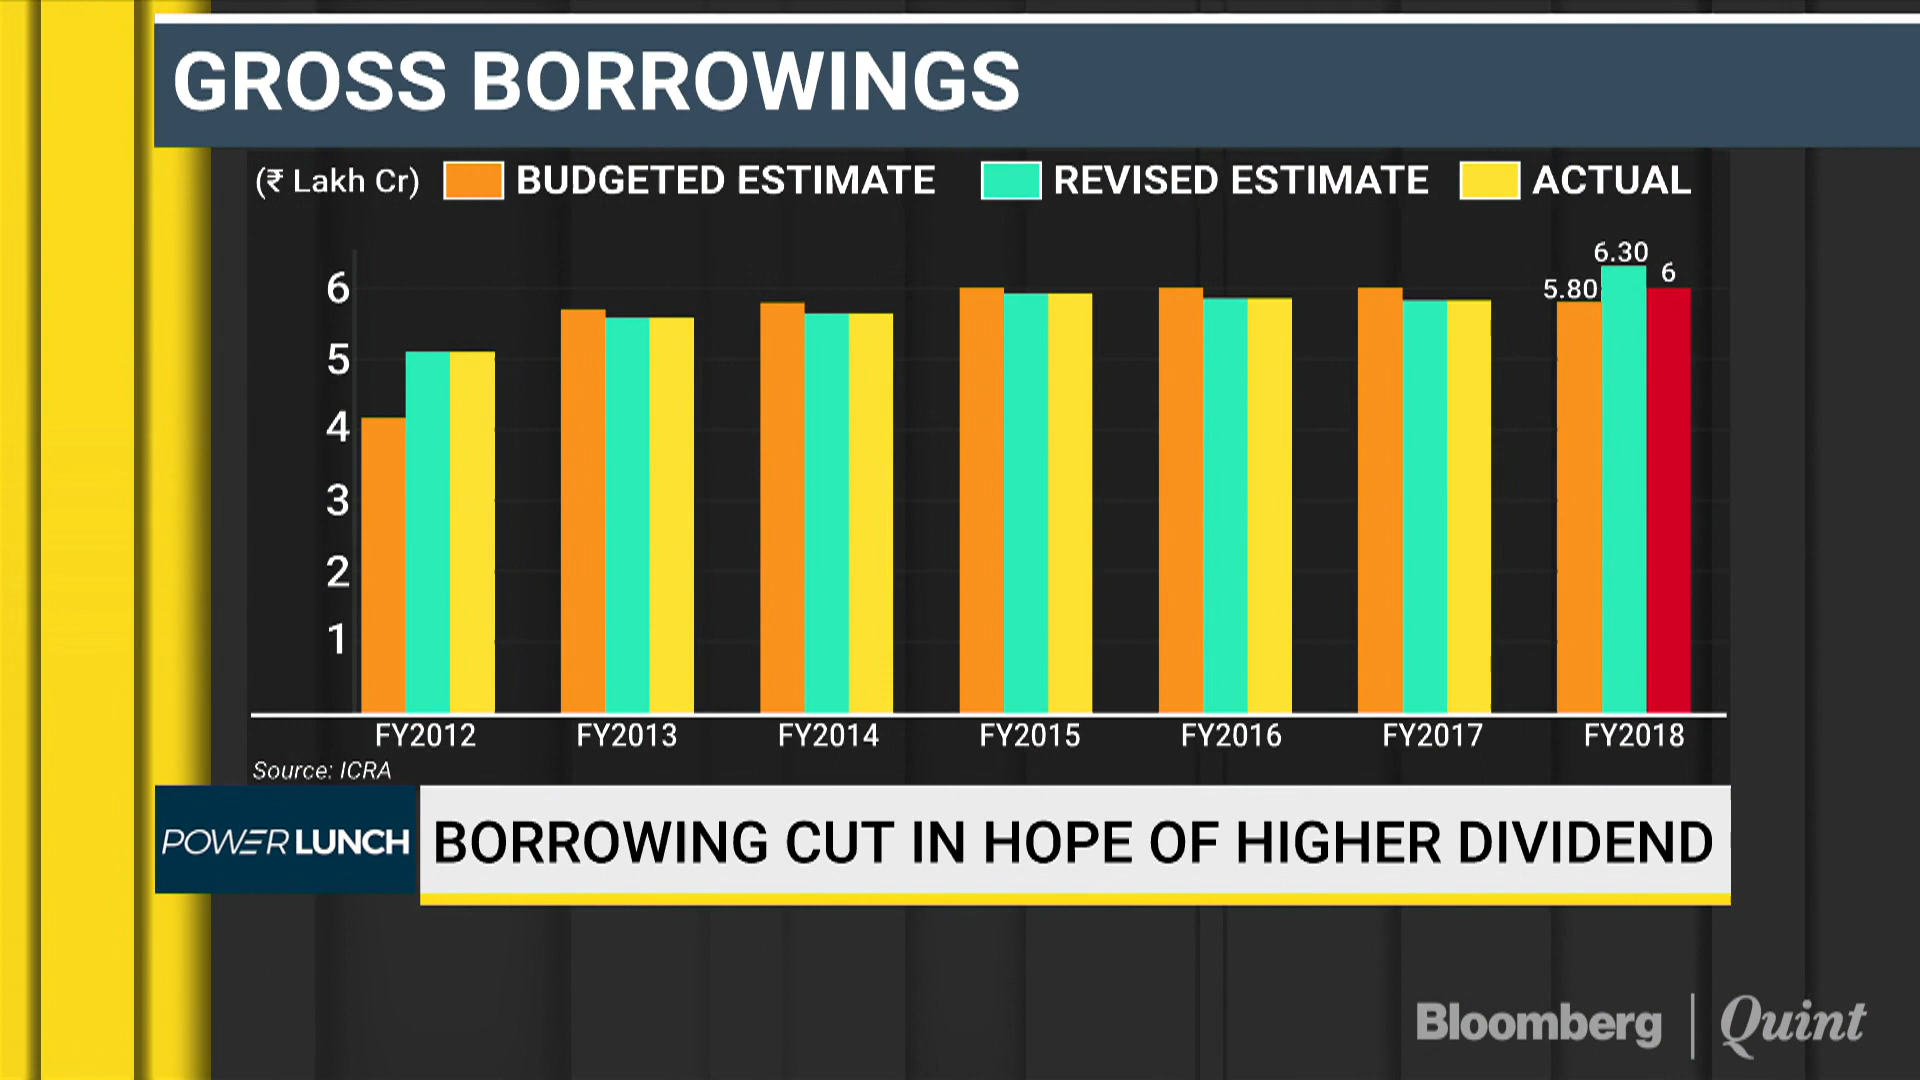 GROSS BORROWINGS
(₹ Lakh Cr) BUDGETED ESTIMATE REVISED ESTIMATE ACTUAL
6.30
6
5.80
6
5
4
3
2
1
FY2012 FY2013 FY2014 FY2015 FY2016 FY2017 FY2018
Source: ICRA
POWER LUNCH
BORROWING CUT IN HOPE OF HIGHER DIVIDEND
Bloomberg | Quint